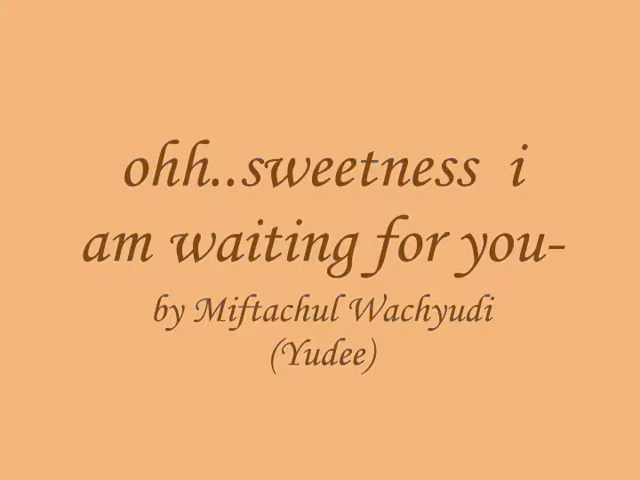 ohh..sweetness i
am waiting for you-
by Miftachul Wachyudi
(Yudee)